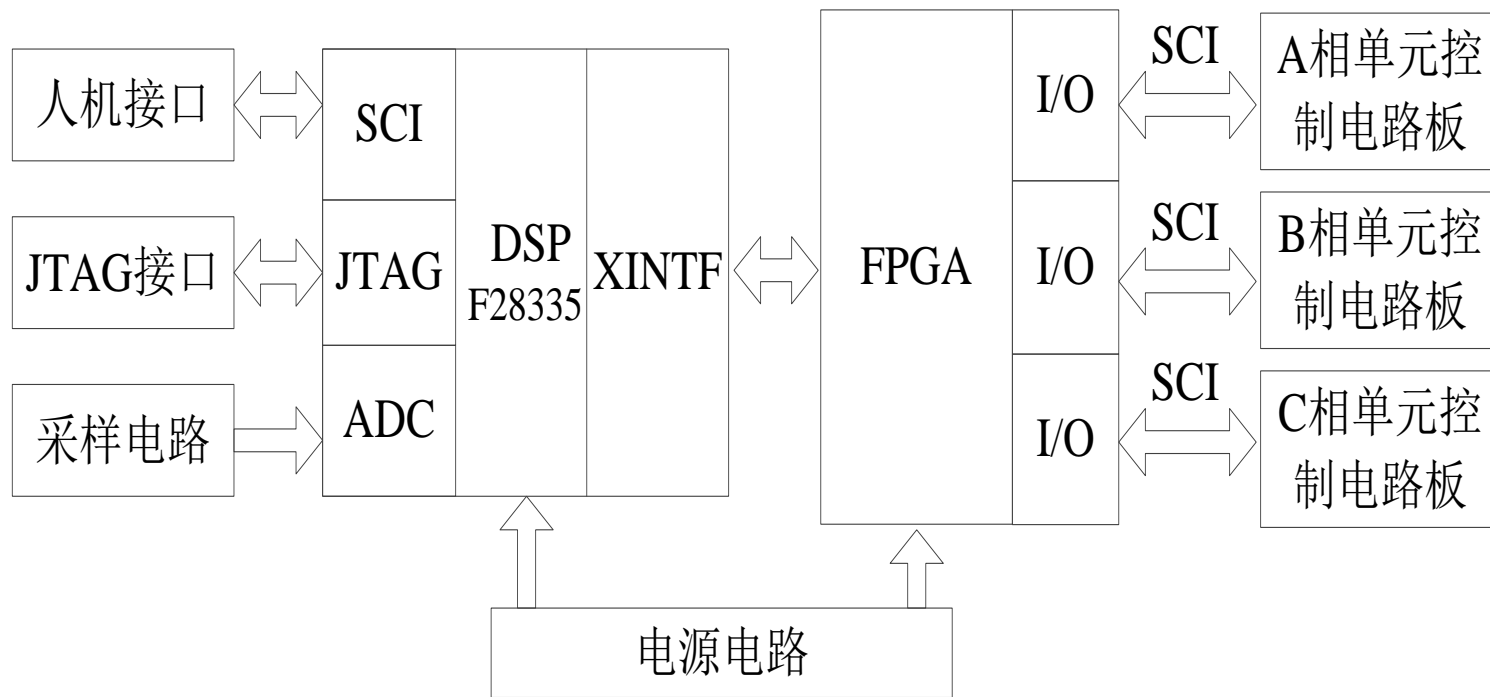 人机接口
JTAG接口
采样电路
SCI
JTAG
ADC
DSP
F28335
XINTF
FPGA
I/O
I/O
I/O
SCI
SCI
SCI
A相单元控
制电路板
B相单元控
制电路板
C相单元控
制电路板
电源电路